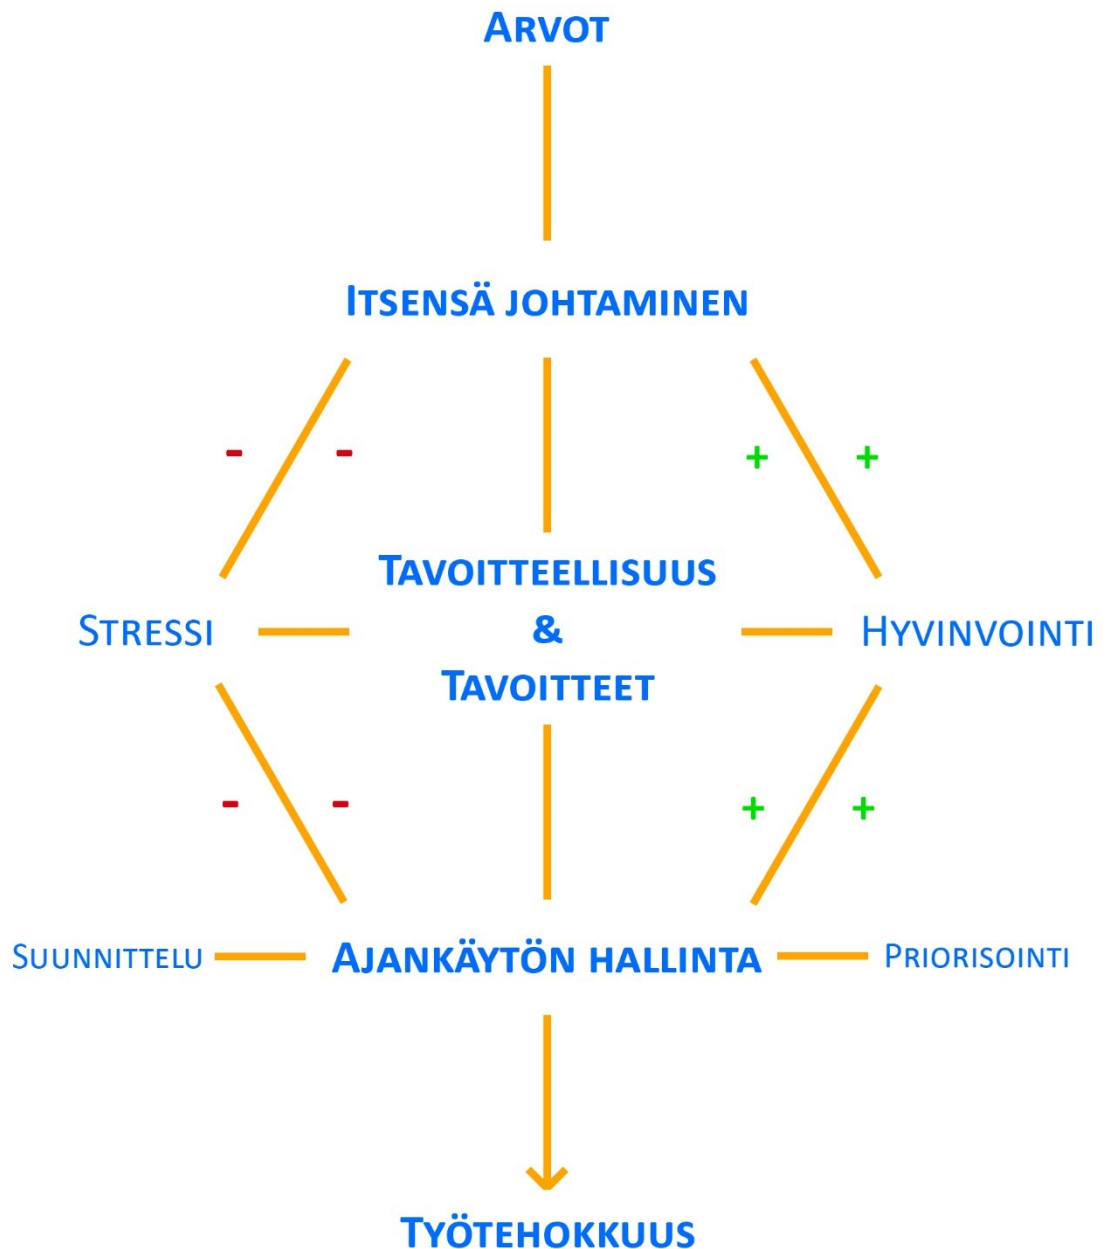 Arvot
Itsensä johtaminen
- - + +
Tavoitteellisuus
Stressi & Hyvinvointi
Tavoitteet
- - + +
Suunnittelu Ajankäytön hallinta Priorisointi
Työtehokkuus